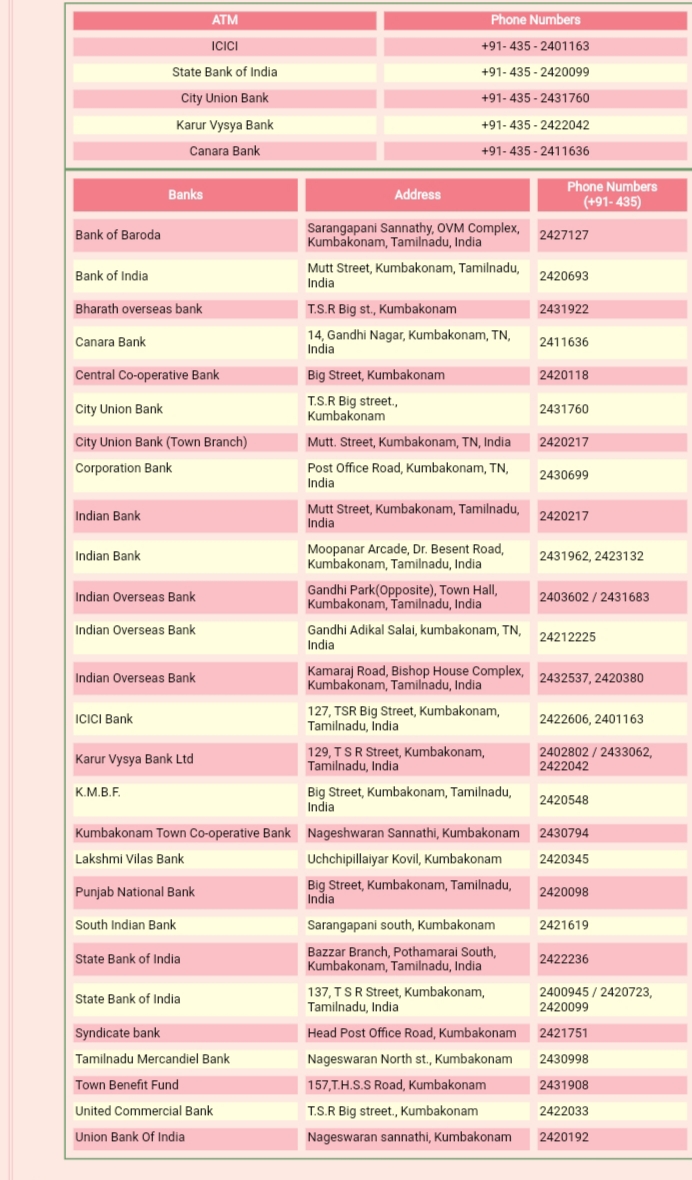 ATM Phone Numbers
ICICI +91- 435 - 2401163
State Bank of India +91- 435 - 2420099
City Union Bank +91- 435 - 2431760
Karur Vysya Bank +91- 435 - 2422042
Canara Bank +91- 435 - 2411636
Banks Address Phone Numbers
(+91- 435)
Bank of Baroda Sarangapani Sannathy, OVM Complex,
Kumbakonam, Tamilnadu, India 2427127
Bank of India Mutt Street, Kumbakonam, Tamilnadu,
India 2420693
Bharath overseas bank T.S.R Big st., Kumbakonam 2431922
Canara Bank 14, Gandhi Nagar, Kumbakonam, TN,
India 2411636
Central Co-operative Bank Big Street, Kumbakonam 2420118
City Union Bank T.S.R Big street.,
Kumbakonam 2431760
City Union Bank (Town Branch) Mutt. Street, Kumbakonam, TN, India 2420217
Corporation Bank Post Office Road, Kumbakonam, TN,
India 2430699
Indian Bank Mutt Street, Kumbakonam, Tamilnadu,
India 2420217
Indian Bank Moopanar Arcade, Dr. Besent Road,
Kumbakonam, Tamilnadu, India 2431962, 2423132
Indian Overseas Bank Gandhi Park(Opposite), Town Hall,
Kumbakonam, Tamilnadu, India 2403602 / 2431683
Indian Overseas Bank Gandhi Adikal Salai, kumbakonam, TN,
India 24212225
Indian Overseas Bank Kamaraj Road, Bishop House Complex,
Kumbakonam, Tamilnadu, India 2432537, 2420380
ICICI Bank 127, TSR Big Street, Kumbakonam,
Tamilnadu, India 2422606, 2401163
Karur Vysya Bank Ltd 129, T S R Street, Kumbakonam, 2402802 / 2433062,
Tamilnadu, India 2422042
K.M.B.F. Big Street, Kumbakonam, Tamilnadu,
India 2420548
Kumbakonam Town Co-operative Bank Nageshwaran Sannathi, Kumbakonam 2430794
Lakshmi Vilas Bank Uchchipillaiyar Kovil, Kumbakonam 2420345
Punjab National Bank Big Street, Kumbakonam, Tamilnadu,
India 2420098
South Indian Bank Sarangapani south, Kumbakonam 2421619
State Bank of India Bazzar Branch, Pothamarai South,
Kumbakonam, Tamilnadu, India 2422236
State Bank of India 137, T S R Street, Kumbakonam, 2400945 / 2420723,
Tamilnadu, India 2420099
Syndicate bank Head Post Office Road, Kumbakonam 2421751
Tamilnadu Mercandiel Bank Nageswaran North st., Kumbakonam 2430998
Town Benefit Fund 157,T.H.S.S Road, Kumbakonam 2431908
United Commercial Bank T.S.R Big street., Kumbakonam 2422033
Union Bank Of India Nageswaran sannathi, Kumbakonam 2420192